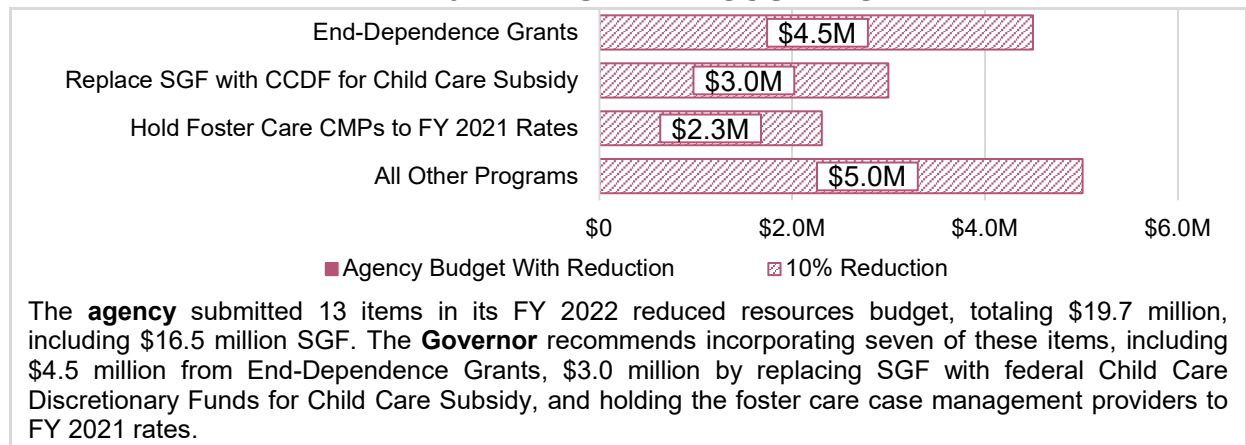 End-Dependence Grants
$4.5M
Replace SGF with CCDF for Child Care Subsidy
$3.0M
Hold Foster Care CMPs to FY 2021 Rates
$2.3M
All Other Programs
$5.0M
$0 $2.0M $4.0M $6.0M
Agency Budget With Reduction 10% Reduction
The agency submitted 13 items in its FY 2022 reduced resources budget, totaling $19.7 million,
including $16.5 million SGF. The Governor recommends incorporating seven of these items, including
$4.5 million from End-Dependence Grants, $3.0 million by replacing SGF with federal Child Care
Discretionary Funds for Child Care Subsidy, and holding the foster care case management providers to
FY 2021 rates.